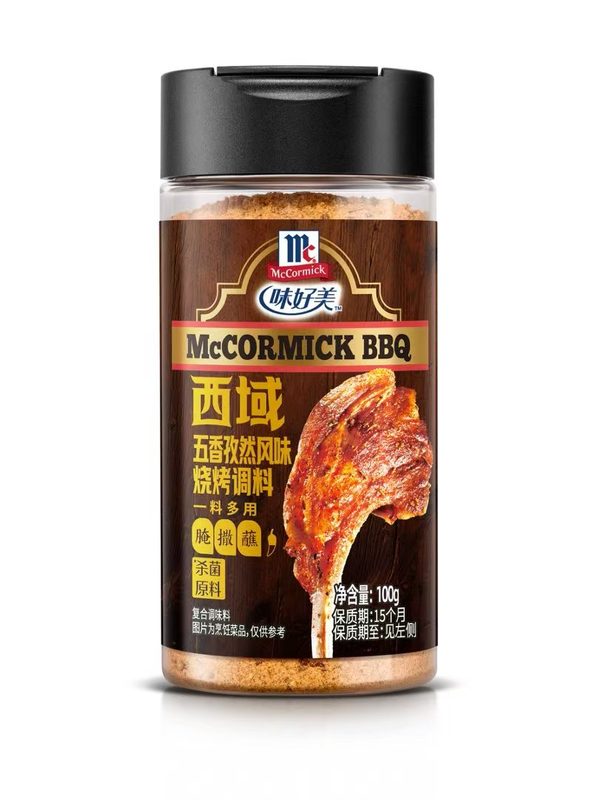 Mc
McCormick
味好美™
McCORMICK BBQ
西域
五香孜然风味
烧烤调料
一料多用
腌 撒 蘸
杀菌
原料
净含量: 100g
保质期:15个月
保质期至:见左侧
复合调味料
图片为烹饪菜品,仅供参考